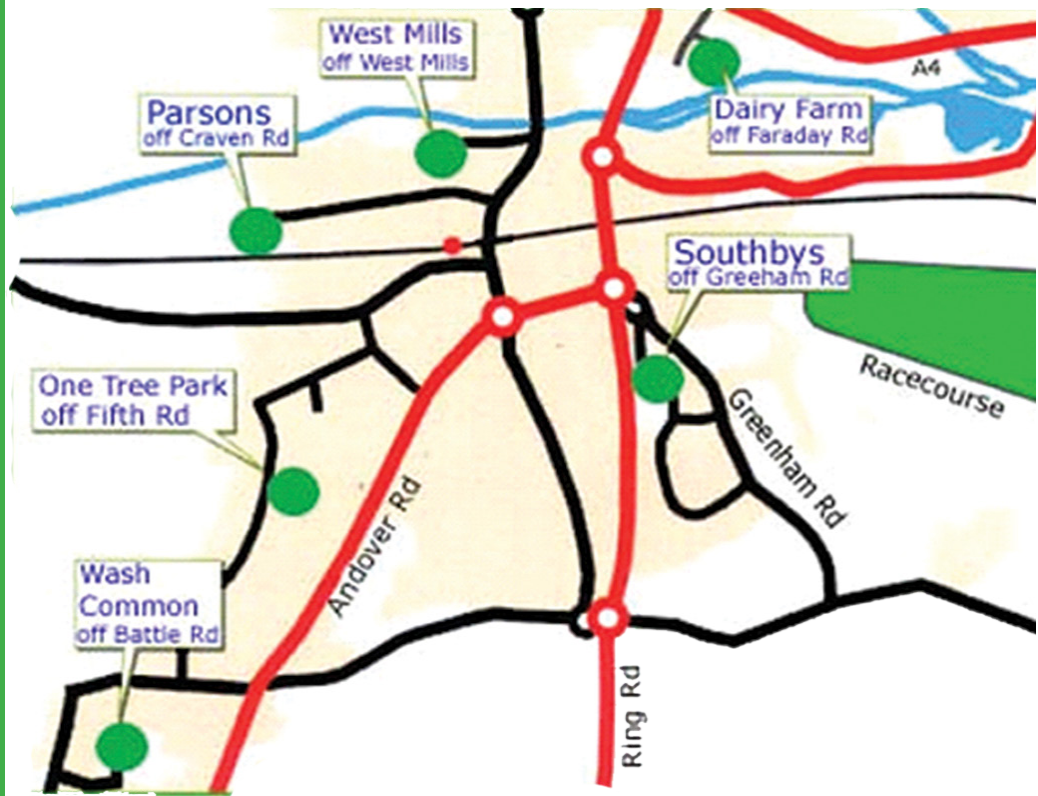 West Mills
off West Mills
Parsons
off Craven Rd
A4
Dairy Farm
off Faraday Rd
Southbys
off Greeham Rd
Racecourse
One Tree Park
off Fifth Rd
Greenham Rd
Andover Rd
Wash
Common
off Battle Rd
Ring Rd